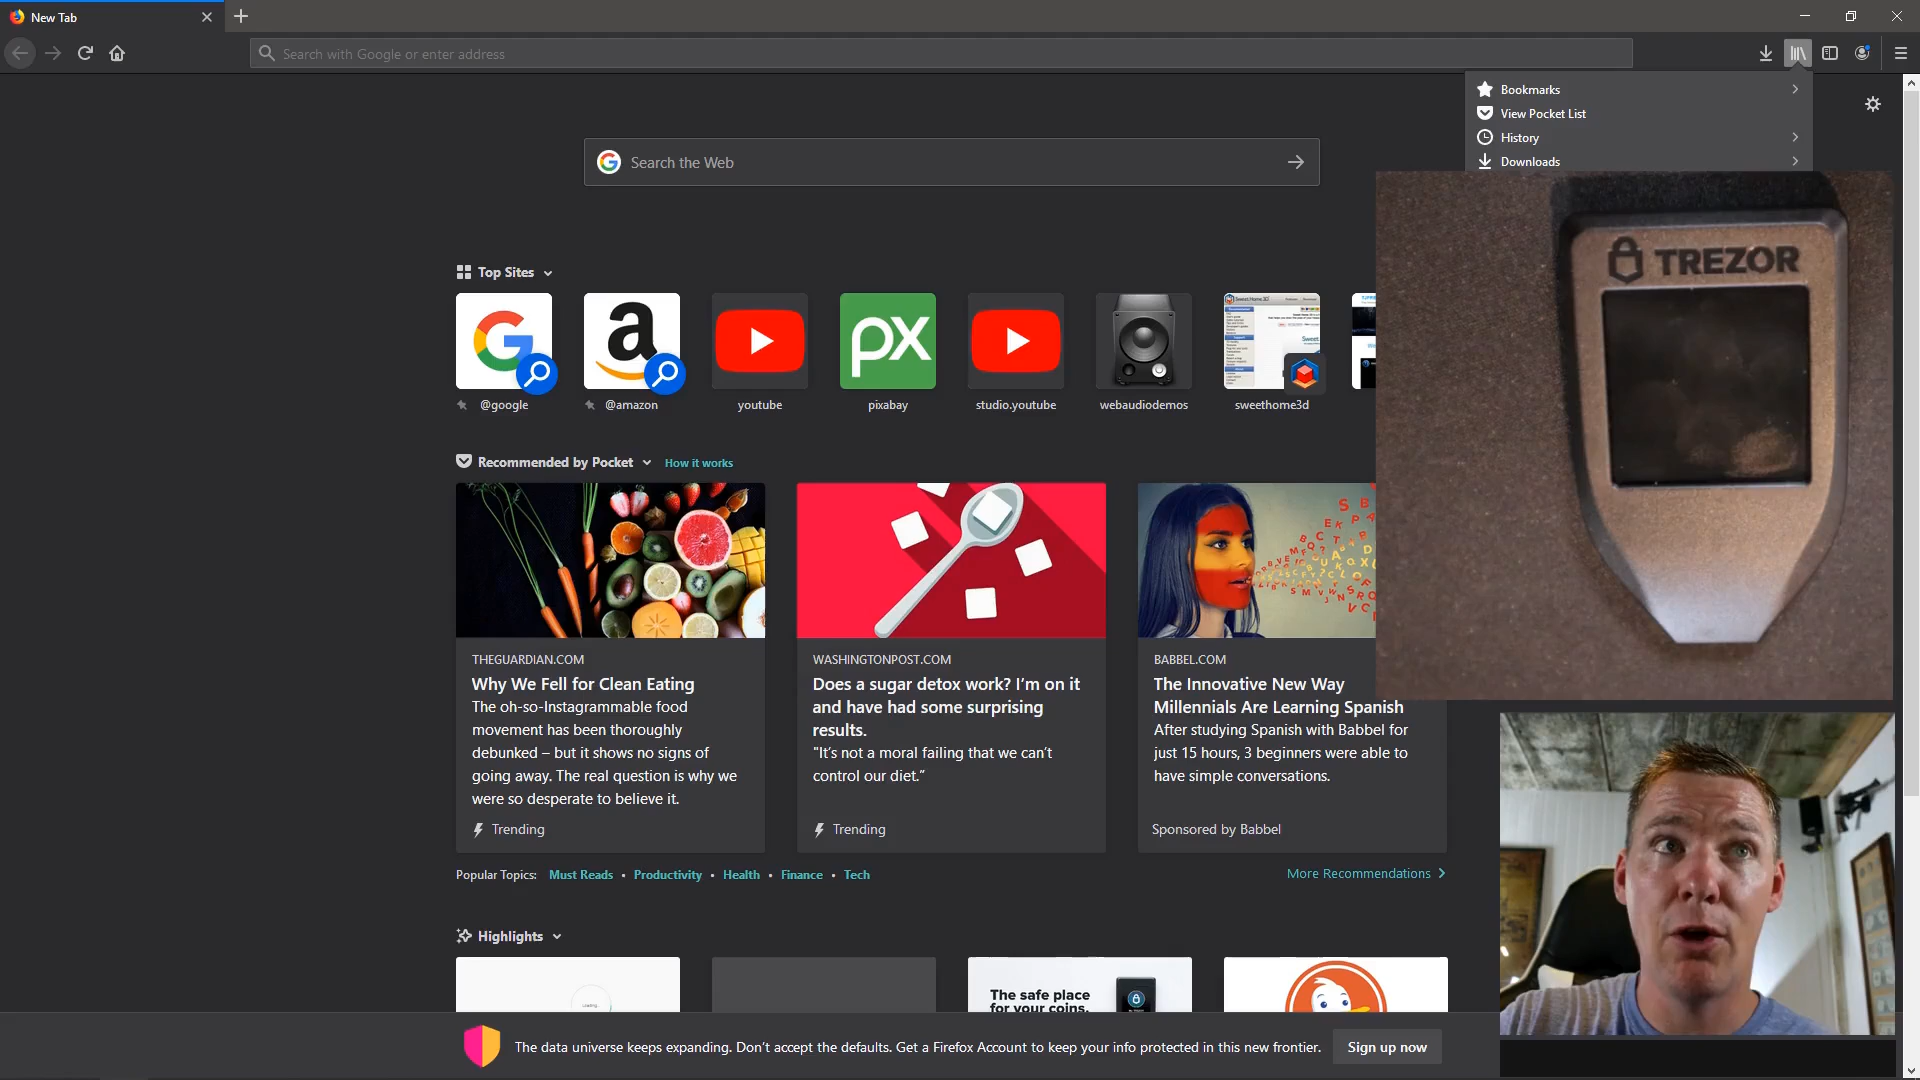 New Tab
Search with Google or enter address
Bookmarks
View Pocket List
History
Downloads
Search the Web
TREZOR
Top Sites
@google
@amazon
youtube
pixabay
studio.youtube
webaudiodemos
sweethome3d
Recommended by Pocket
How it works
THEGUARDIAN.COM
Why We Fell for Clean Eating
The oh-so-Instagrammable food
movement has been thoroughly
debunked – but it shows no signs of
going away. The real question is why we
were so desperate to believe it.
Trending
WASHINGTONPOST.COM
Does a sugar detox work? I’m on it
and have had some surprising
results.
"It’s not a moral failing that we can’t
control our diet.”
Trending
BABBEL.COM
The Innovative New Way
Millennials Are Learning Spanish
After studying Spanish with Babbel for
just 15 hours, 3 beginners were able to
have simple conversations.
Sponsored by Babbel
Popular Topics: Must Reads • Productivity • Health • Finance • Tech
More Recommendations
Highlights
The safe place
for your coins.
The data universe keeps expanding. Don’t accept the defaults. Get a Firefox Account to keep your info protected in this new frontier.
Sign up now